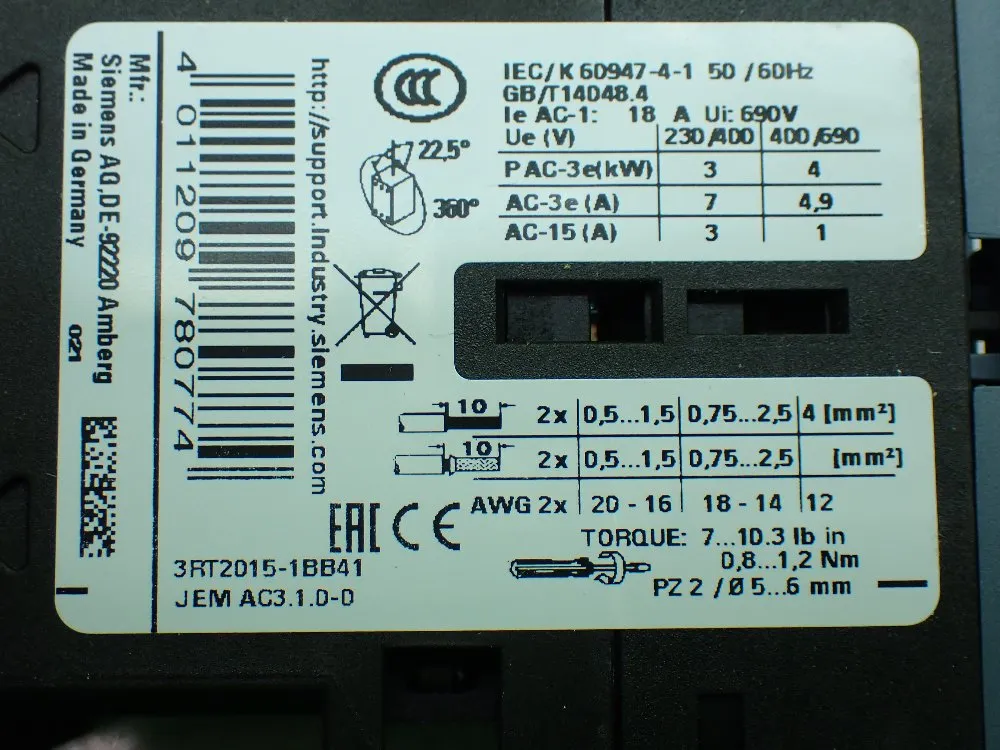 Mfr.:
Siemens AG,DE-92220 Amberg
Made in Germany
021
4 011209 780774
http://support.industry.siemens.com
CCC
22,5°
360°
IEC/K 60947-4-1 50 /60Hz
GB/T14048.4
Ie AC-1: 18 A Ui: 690V
Ue (V) 230/400 400/690
P AC-3e(kW) 3 4
AC-3e (A) 7 4,9
AC-15 (A) 3 1
10 2x 0,5...1,5 0,75...2,5 4 [mm²]
10 2x 0,5...1,5 0,75...2,5 [mm²]
AWG 2x 20 - 16 18 - 14 12
EAC CE
TORQUE: 7...10.3 lb in
0,8...1,2 Nm
PZ 2 / Ø 5...6 mm
3RT2015-1BB41
JEM AC3.1.0-0